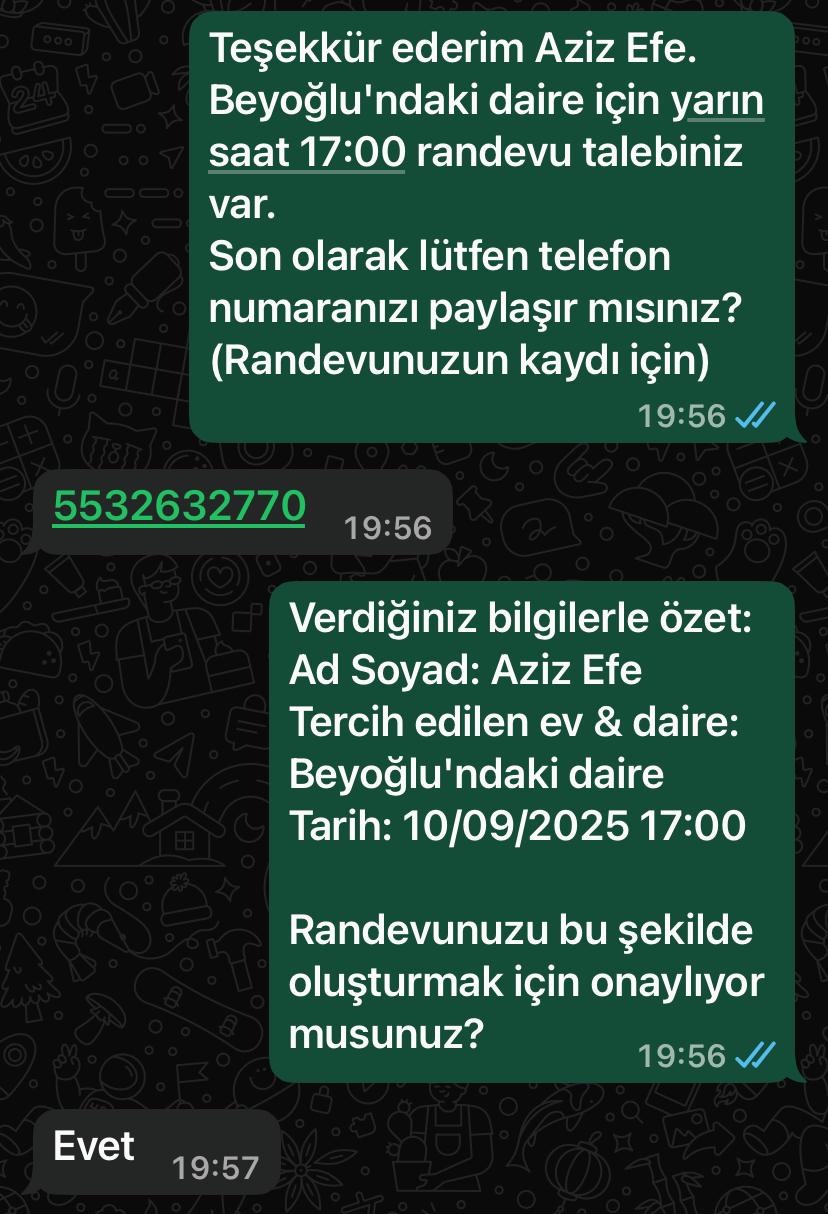 Teşekkür ederim Aziz Efe.
Beyoğlu'ndaki daire için yarın
saat 17:00 randevu talebiniz
var.
Son olarak lütfen telefon
numaranızı paylaşır mısınız?
(Randevunuzun kaydı için)
19:56
5532632770
19:56
Verdiğiniz bilgilerle özet:
Ad Soyad: Aziz Efe
Tercih edilen ev & daire:
Beyoğlu'ndaki daire
Tarih: 10/09/2025 17:00
Randevunuzu bu şekilde
oluşturmak için onaylıyor
musunuz?
19:56
Evet
19:57